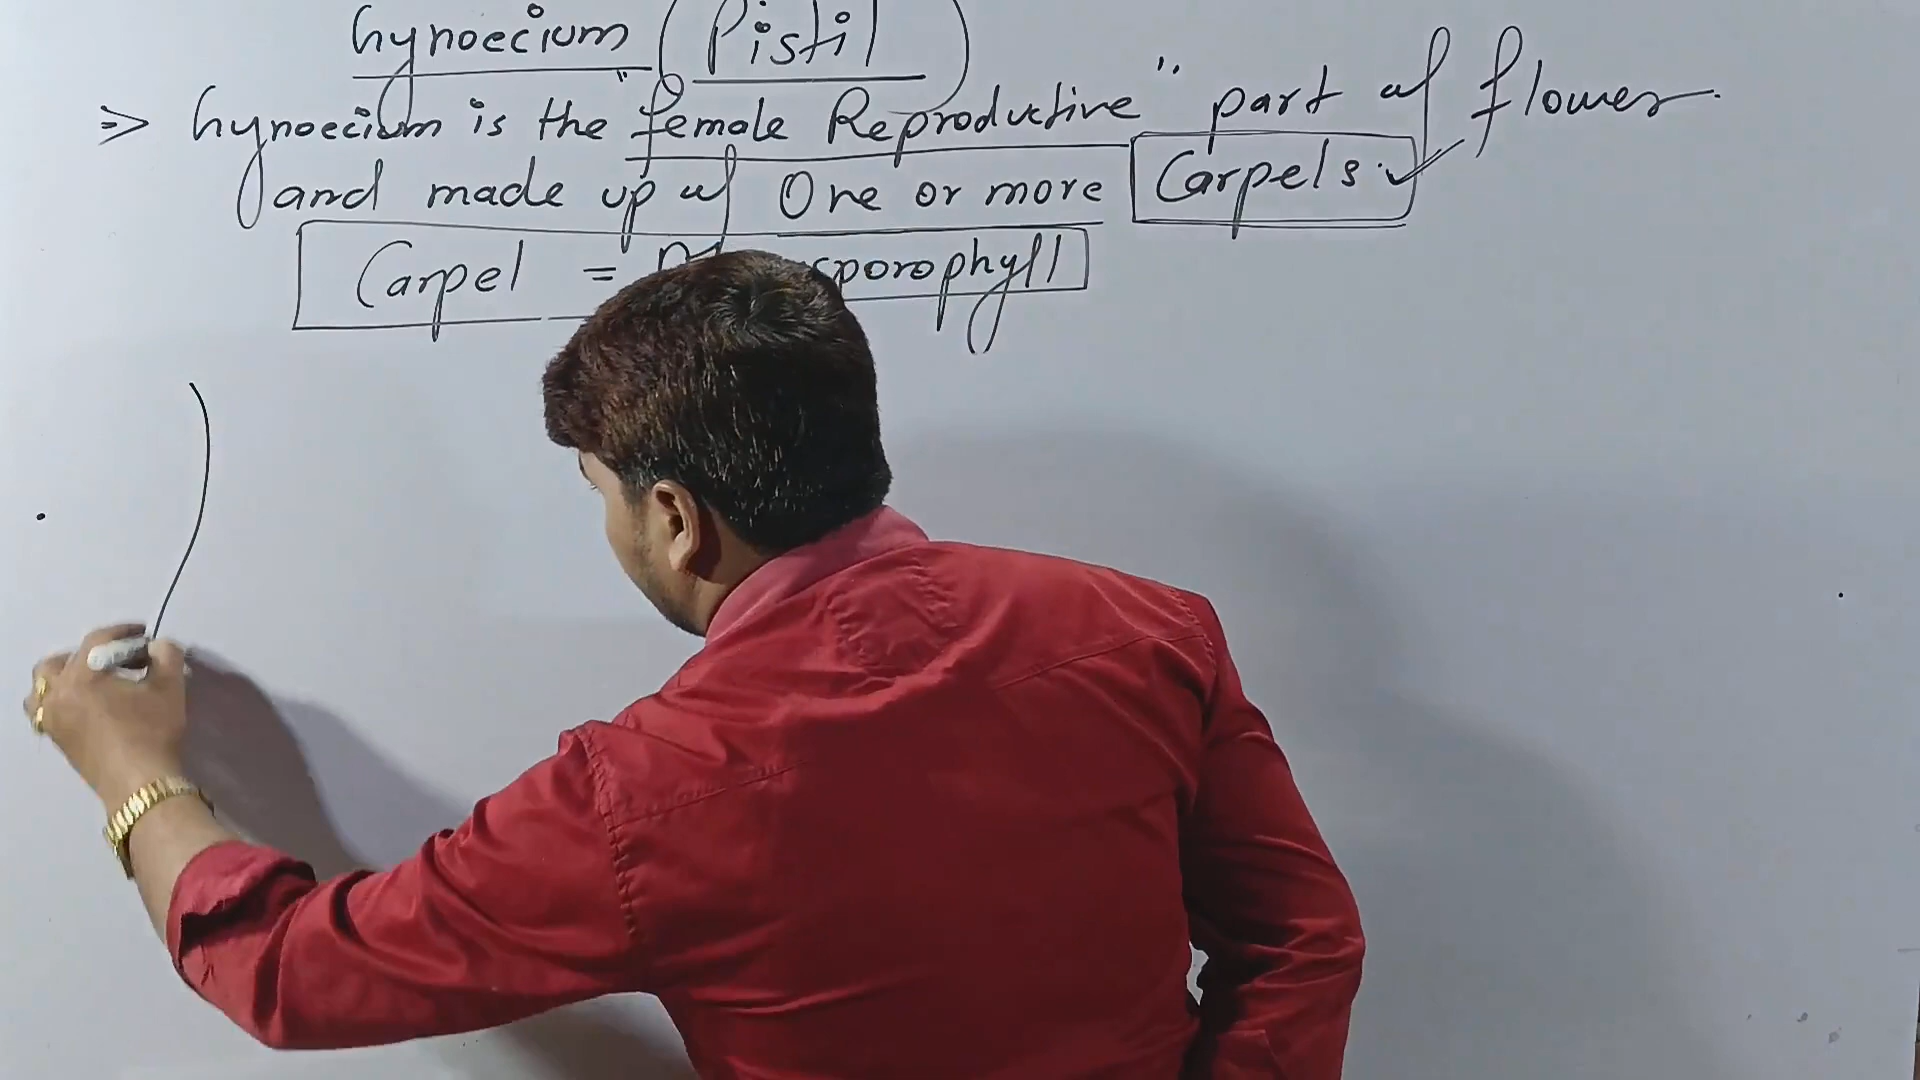 Gynoecium (Pistil)
⇒ Gynoecium is the "female Reproductive" part of flower.
and made up of One or more Carpels. ✓
Carpel = sporophyll